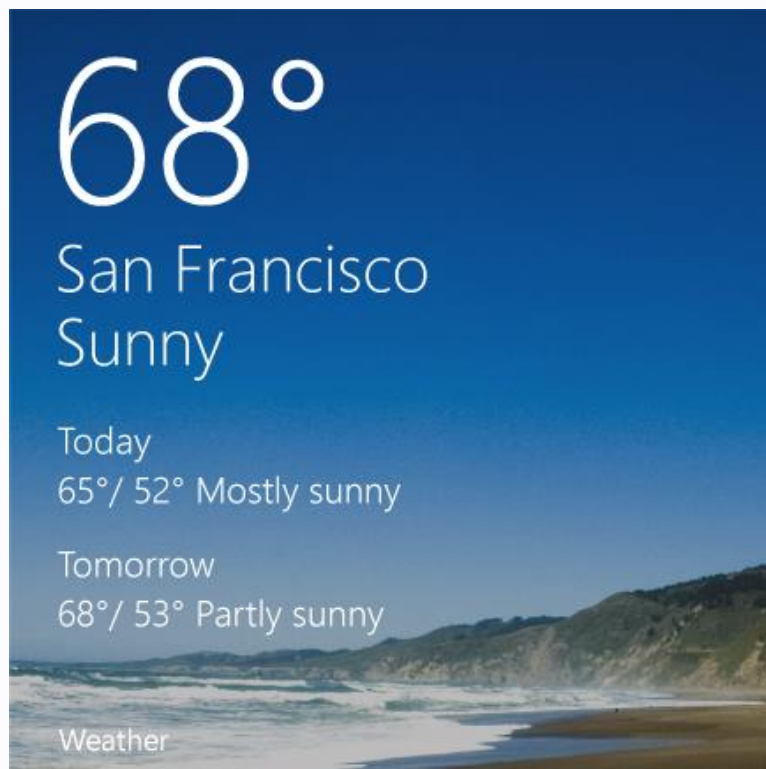 68°
San Francisco
Sunny
Today
65°/ 52° Mostly sunny
Tomorrow
68°/ 53° Partly sunny
Weather